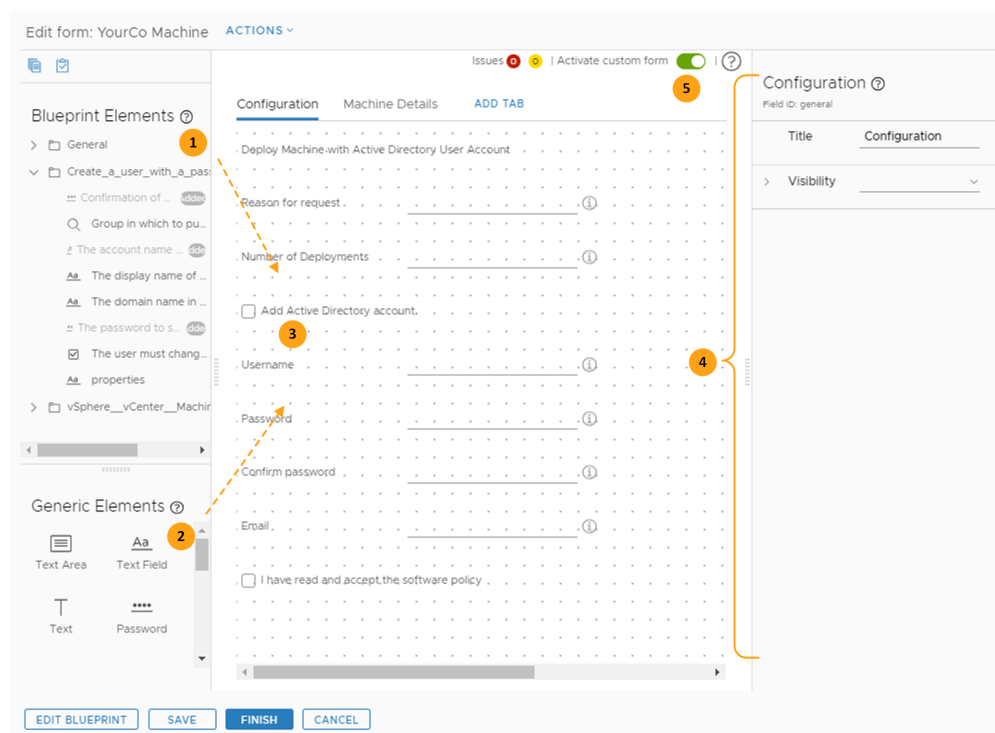 Edit form: YourCo Machine ACTIONS
Issues 0 0 | Activate custom form | ?
5
Blueprint Elements ?
1
General
Create_a_user_with_a_pass
Confirmation of ... Added
Group in which to pu...
The account name ... dde
The display name of ...
The domain name in ...
The password to s... dde
The user must chang...
properties
vSphere__vCenter__Machin
Generic Elements ?
2
Text Area
Aa
Text Field
T
Text
Password
Configuration Machine Details ADD TAB
Deploy Machine with Active Directory User Account
Reason for request
Number of Deployments
Add Active Directory account.
3
Username
Password
Confirm password
Email
I have read and accept the software policy
4
Configuration ?
Field ID: general
Title Configuration
Visibility
EDIT BLUEPRINT SAVE FINISH CANCEL